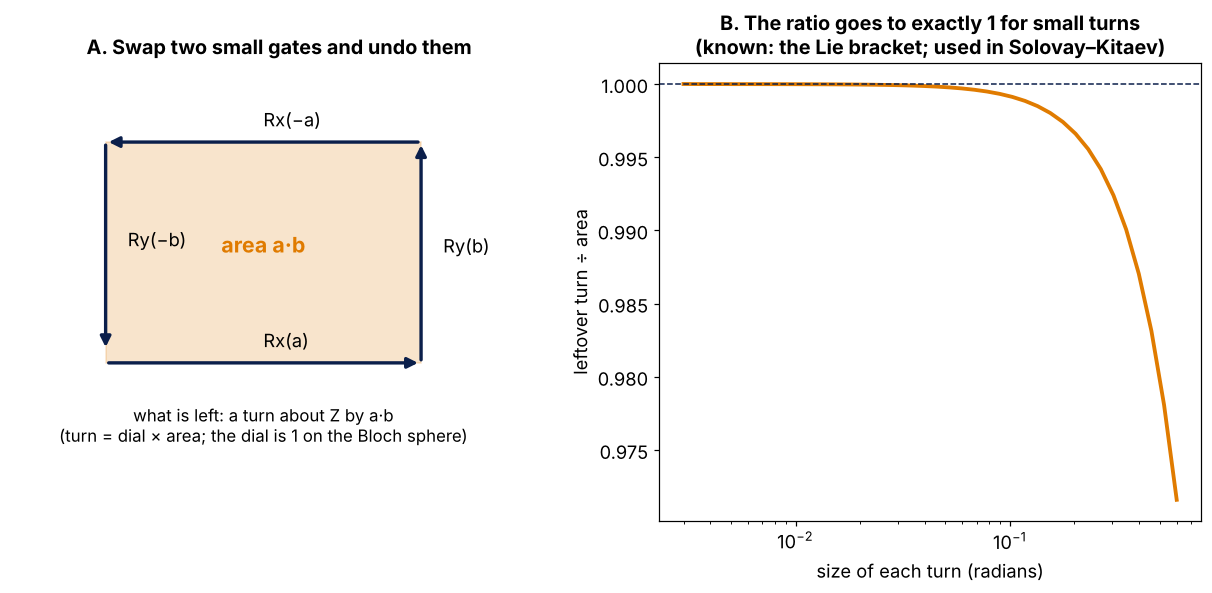 A. Swap two small gates and undo them
Rx(−a)
Ry(−b)
area a·b
Ry(b)
Rx(a)
what is left: a turn about Z by a·b
(turn = dial × area; the dial is 1 on the Bloch sphere)
B. The ratio goes to exactly 1 for small turns
(known: the Lie bracket; used in Solovay–Kitaev)
leftover turn ÷ area
1.000
0.995
0.990
0.985
0.980
0.975
10⁻²
10⁻¹
size of each turn (radians)